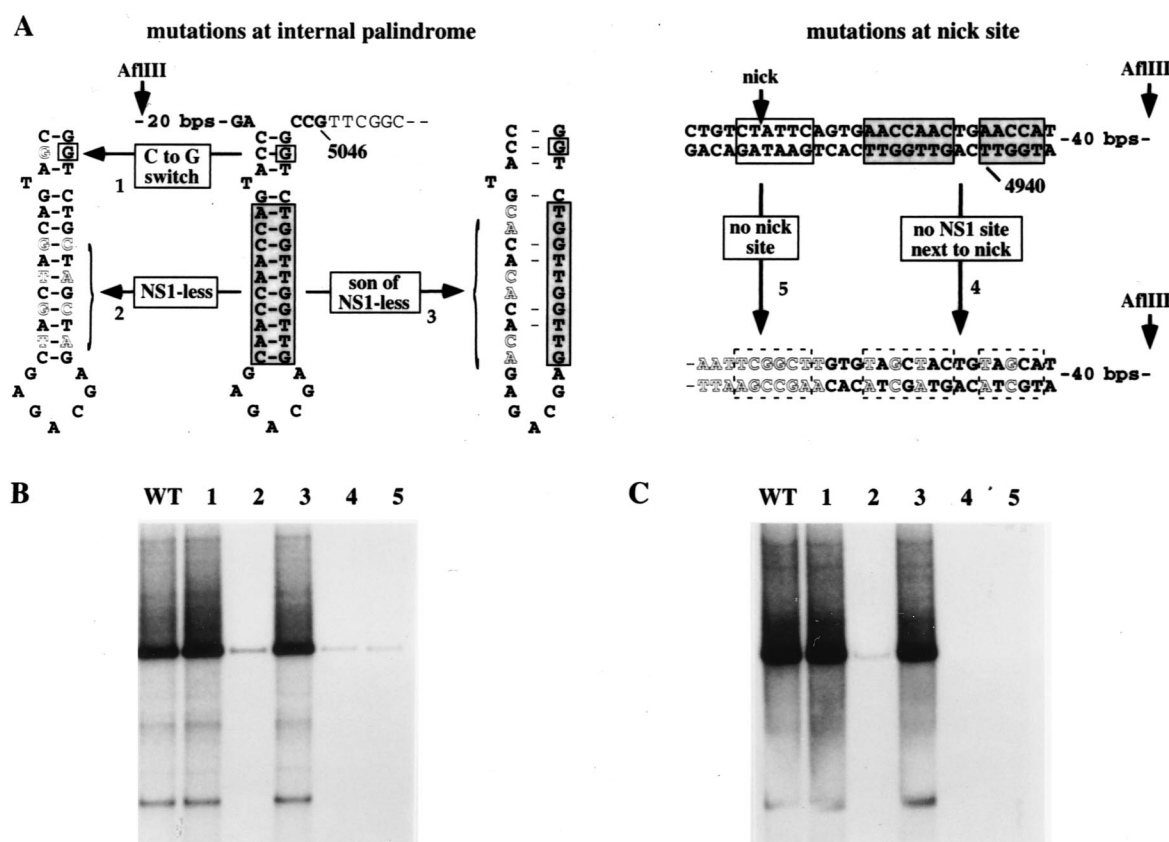 A
mutations at internal palindrome
mutations at nick site
AflIII
-20 bps-GA CCGTTCGGC--
5046
C to G switch
1
C G
G G
A-T
T
G-C
A-T
C-G
G-C
A-T
T-A
C-G
G-C
A-T
T-A
C-G
G A
A G
G C
A
2
NS1-less
C-G
C-G
A-T
T
G-C
A-T
C-G
C-G
A-T
A-T
C-G
C-G
A-T
A-T
C-G
G A
A G
G C
A
son of NS1-less
3
C - G
C - G
A - T
T
G C
C T
A G
C G
A T
C T
A G
C G
A T
C T
A G
G A
A G
G C
A
nick
AflIII
CTGTCTATTCAGTGAACCAACTGAACCAT
GACAGATAAGTCACTTGGTTGACTTGGTA
-40 bps-
4940
no nick site
5
no NS1 site next to nick
4
AflIII
-AATTCGGCTTGTGTAGCTACTGTAGCAT
-TTAAGCCGAACACATCGATGACATCGTA
-40 bps-
B
WT 1 2 3 4 5
C
WT 1 2 3 4 5